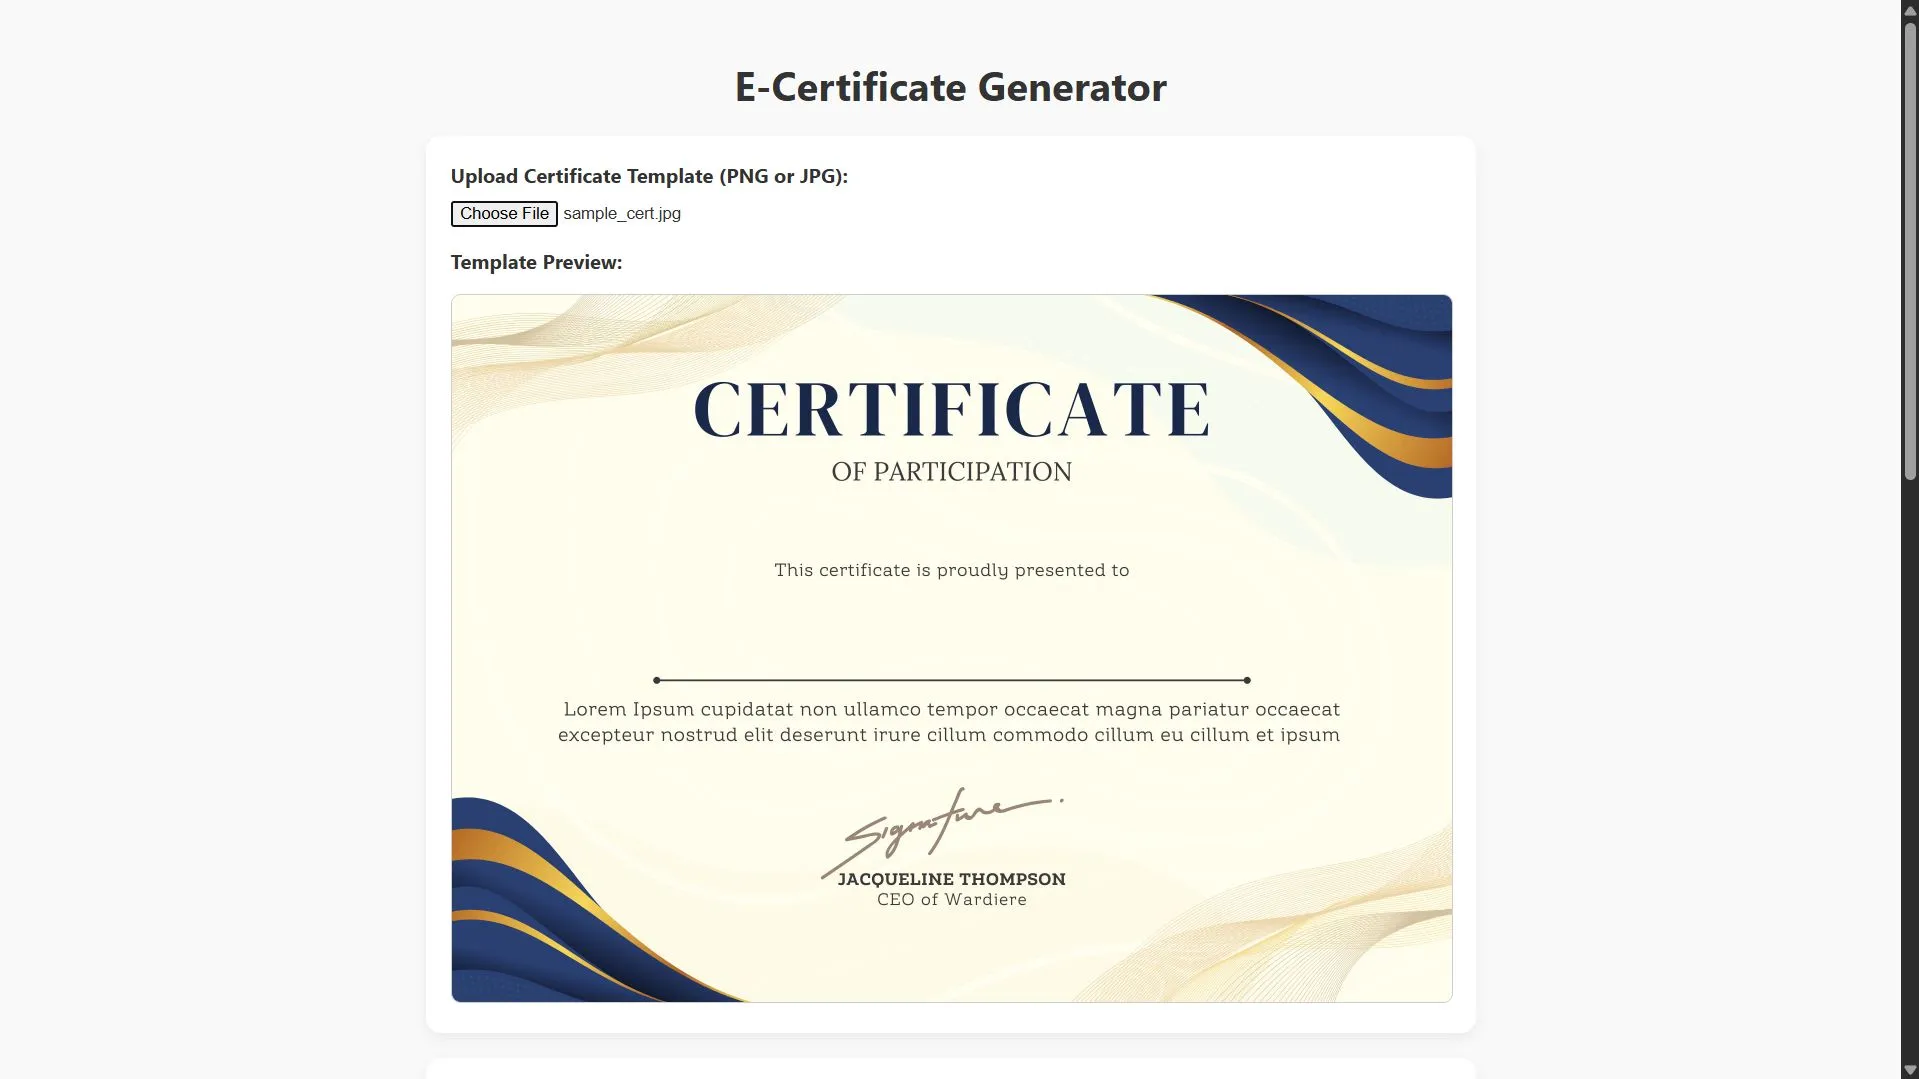 E-Certificate Generator
Upload Certificate Template (PNG or JPG):
Choose File sample_cert.jpg
Template Preview:
CERTIFICATE
OF PARTICIPATION
This certificate is proudly presented to
Lorem Ipsum cupidatat non ullamco tempor occaecat magna pariatur occaecat
excepteur nostrud elit deserunt irure cillum commodo cillum eu cillum et ipsum
Signature
JACQUELINE THOMPSON
CEO of Wardiere